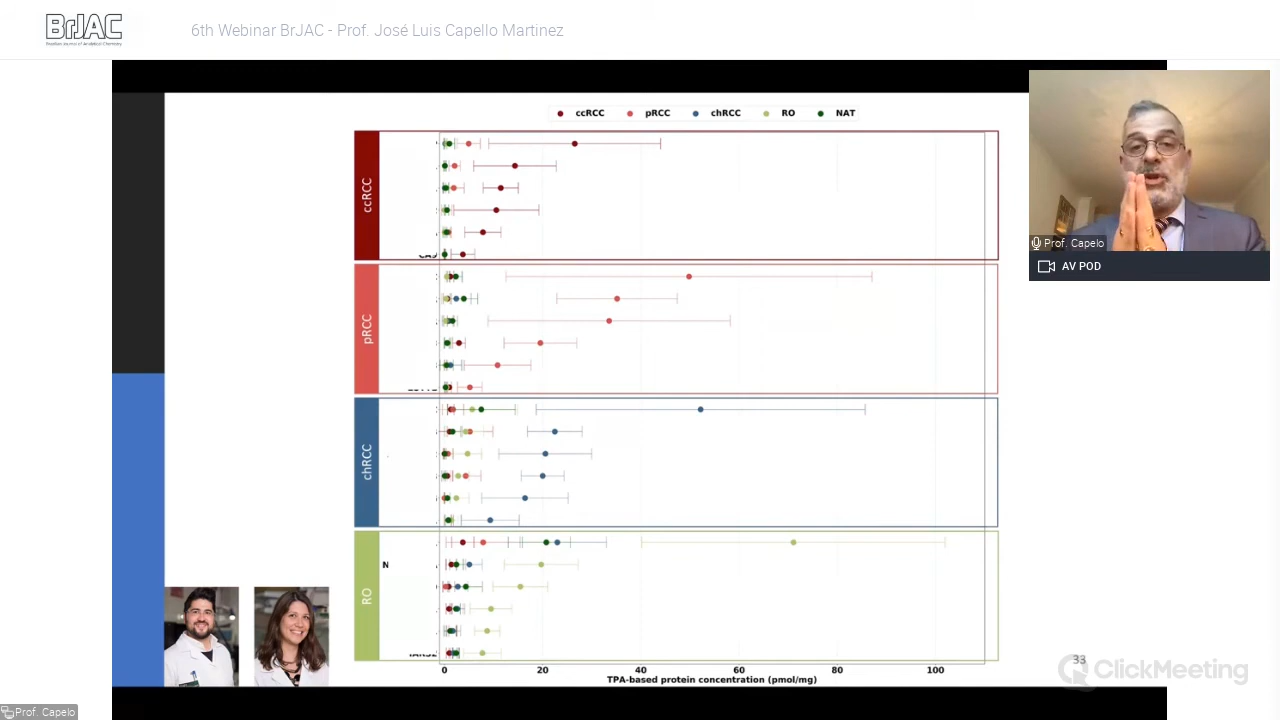 BrJAC
6th Webinar BrJAC - Prof. José Luis Capello Martinez
ccRCC pRCC chRCC RO NAT
ccRCC
pRCC
chRCC
RO
N
0 20 40 60 80 100
TPA-based protein concentration (pmol/mg)
33
ClickMeeting
Prof. Capelo
AV POD
Prof. Capelo